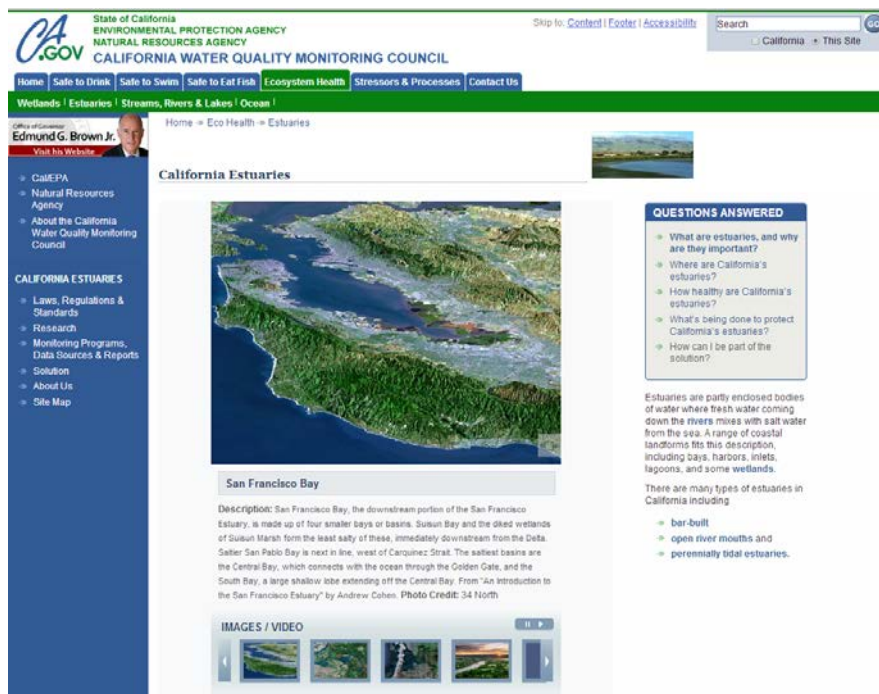 State of California
ENVIRONMENTAL PROTECTION AGENCY
NATURAL RESOURCES AGENCY
CALIFORNIA WATER QUALITY MONITORING COUNCIL
CA
.GOV
Skip to: Content | Footer | Accessibility
Search
GO
California This Site
Home Safe to Drink Safe to Swim Safe to Eat Fish Ecosystem Health Stressors & Processes Contact Us
Wetlands | Estuaries | Streams, Rivers & Lakes | Ocean |
Office of Governor
Edmund G. Brown Jr.
Visit his Website
Home » Eco Health » Estuaries
California Estuaries
Cal/EPA
Natural Resources
Agency
About the California
Water Quality Monitoring
Council
CALIFORNIA ESTUARIES
Laws, Regulations &
Standards
Research
Monitoring Programs,
Data Sources & Reports
Solution
About Us
Site Map
San Francisco Bay
Description: San Francisco Bay, the downstream portion of the San Francisco
Estuary, is made up of four smaller bays or basins. Suisun Bay and the diked wetlands
of Suisun Marsh form the least salty of these, immediately downstream from the Delta.
Saltier San Pablo Bay is next in line, west of Carquinez Strait. The saltiest basins are
the Central Bay, which connects with the ocean through the Golden Gate, and the
South Bay, a large shallow lobe extending off the Central Bay. From "An Introduction to
the San Francisco Estuary" by Andrew Cohen. Photo Credit: 34 North
IMAGES / VIDEO
QUESTIONS ANSWERED
What are estuaries, and why
are they important?
Where are California's
estuaries?
How healthy are California's
estuaries?
What's being done to protect
California's estuaries?
How can I be part of the
solution?
Estuaries are partly enclosed bodies
of water where fresh water coming
down the rivers mixes with salt water
from the sea. A range of coastal
landforms fits this description,
including bays, harbors, inlets,
lagoons, and some wetlands.
There are many types of estuaries in
California including
bar-built
open river mouths and
perennially tidal estuaries.